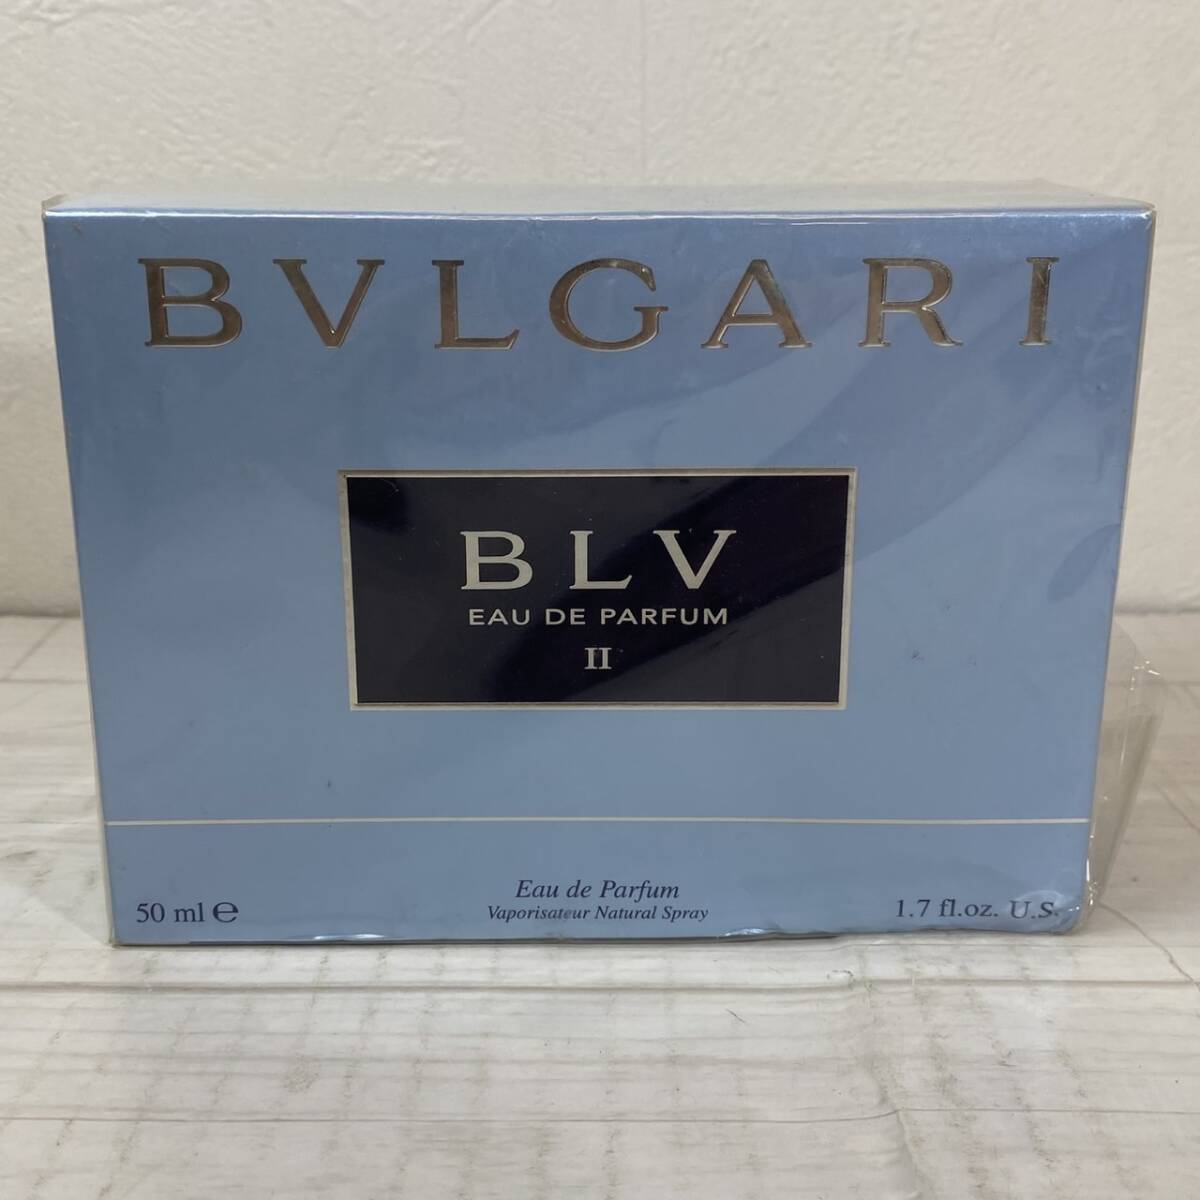 BVLGARI
BLV
EAU DE PARFUM
II
Eau de Parfum
Vaporisateur Natural Spray
50 ml ℮
1.7 fl.oz. U.S.